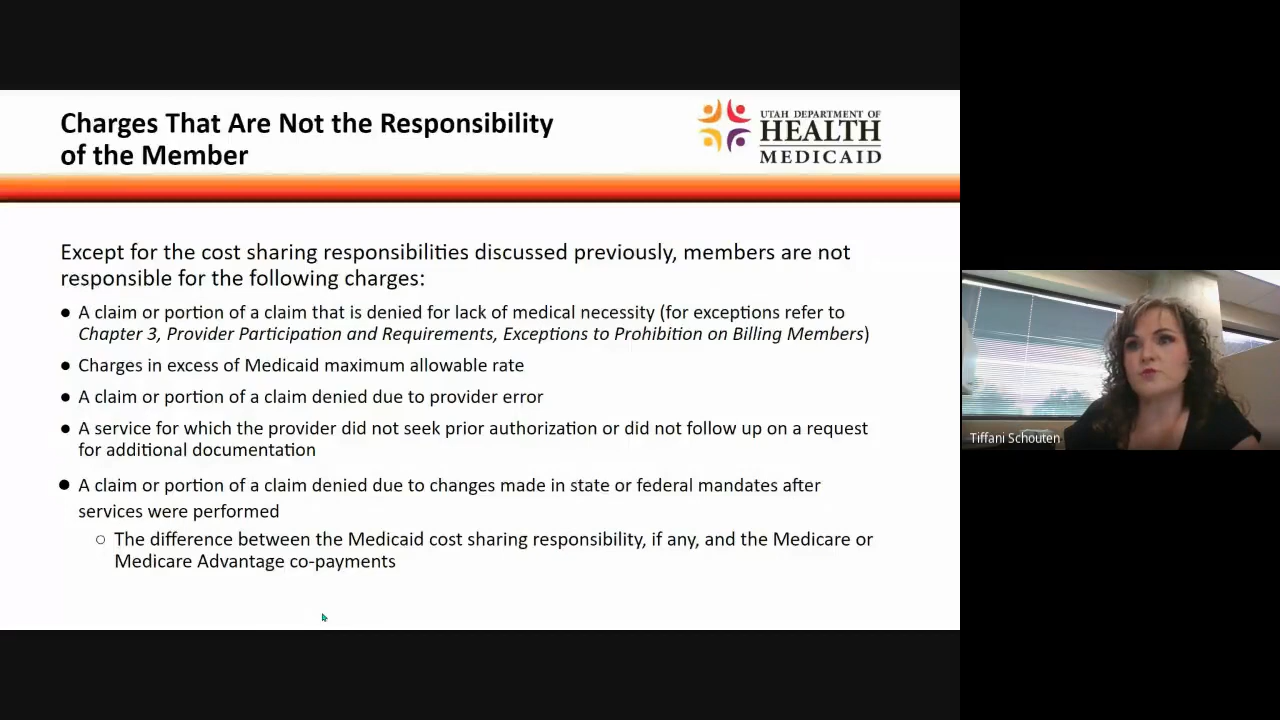 Charges That Are Not the Responsibility
of the Member
UTAH DEPARTMENT OF
HEALTH
MEDICAID
Except for the cost sharing responsibilities discussed previously, members are not
responsible for the following charges:
● A claim or portion of a claim that is denied for lack of medical necessity (for exceptions refer to
Chapter 3, Provider Participation and Requirements, Exceptions to Prohibition on Billing Members)
● Charges in excess of Medicaid maximum allowable rate
● A claim or portion of a claim denied due to provider error
● A service for which the provider did not seek prior authorization or did not follow up on a request
for additional documentation
● A claim or portion of a claim denied due to changes made in state or federal mandates after
services were performed
○ The difference between the Medicaid cost sharing responsibility, if any, and the Medicare or
Medicare Advantage co-payments
Tiffani Schouten